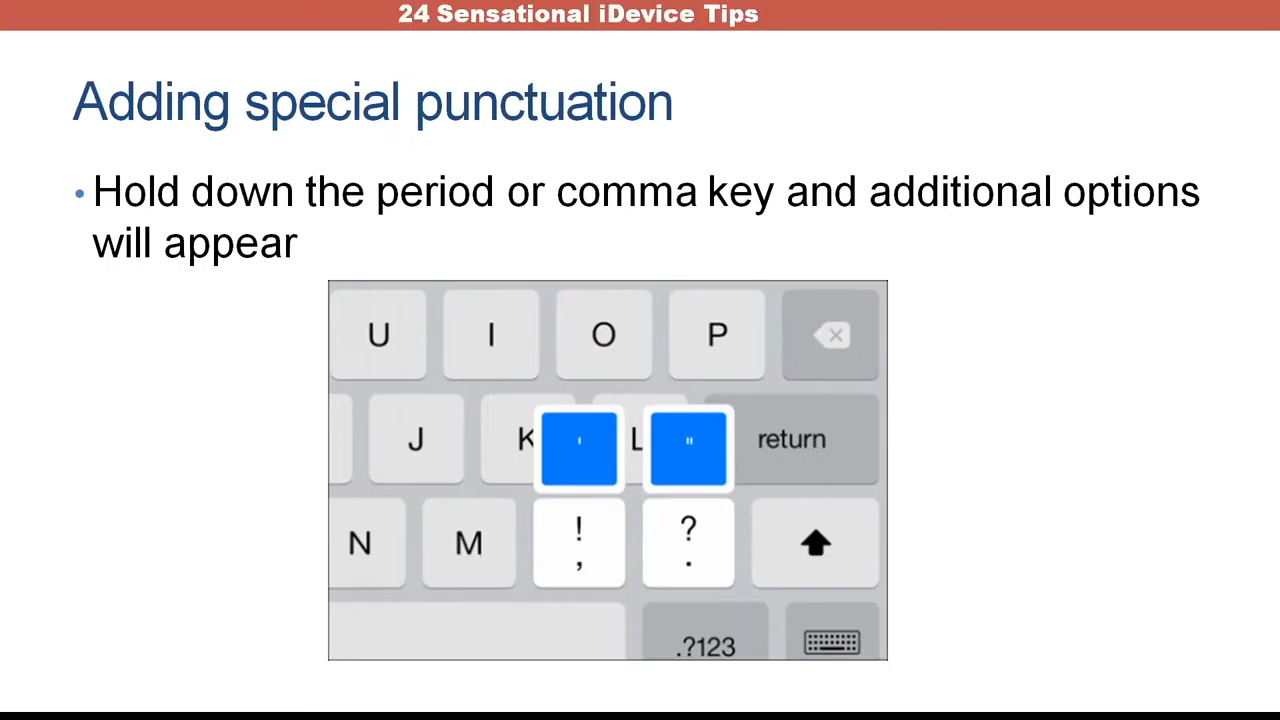 24 Sensational iDevice Tips
Adding special punctuation
• Hold down the period or comma key and additional options
will appear
U I O P
J K L return
' "
N M ! ?
, .
.?123